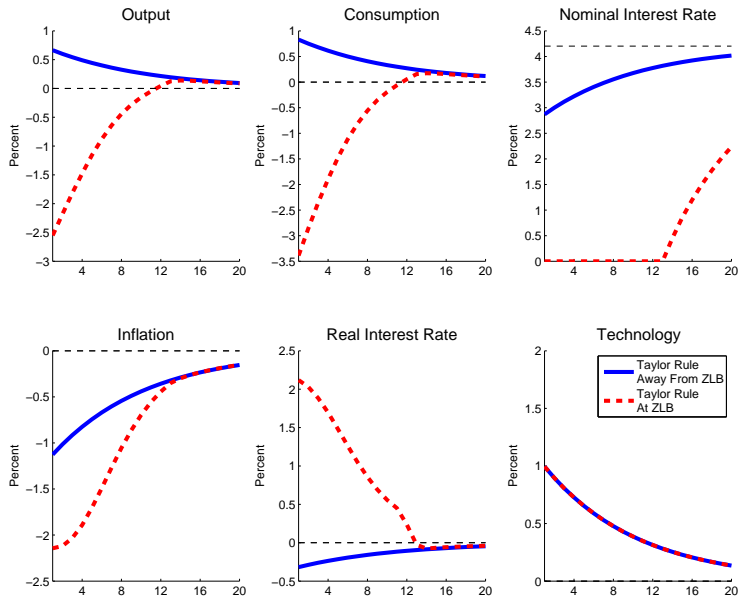 Output
Consumption
Nominal Interest Rate
1
0.5
0
−0.5
−1
−1.5
−2
−2.5
−3
Percent
4 8 12 16 20
1
0.5
0
−0.5
−1
−1.5
−2
−2.5
−3
−3.5
4 8 12 16 20
4.5
4
3.5
3
2.5
2
1.5
1
0.5
0
Percent
4 8 12 16 20
Inflation
Real Interest Rate
Technology
0
−0.5
−1
−1.5
−2
−2.5
Percent
4 8 12 16 20
2.5
2
1.5
1
0.5
0
−0.5
Percent
4 8 12 16 20
2
1.5
1
0.5
0
Percent
4 8 12 16 20
Taylor Rule
Away From ZLB
Taylor Rule
At ZLB